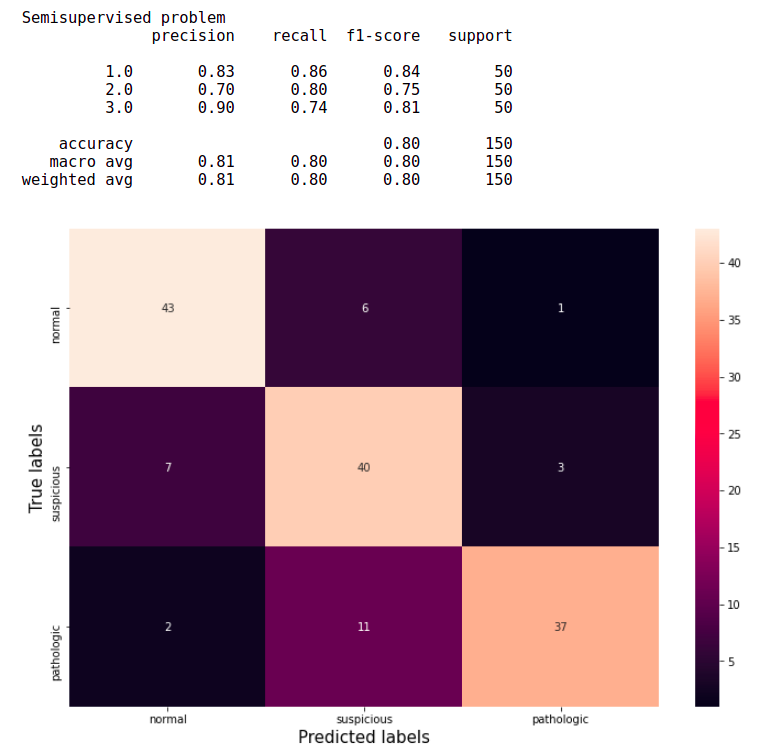 Semisupervised problem
precision recall f1-score support
1.0 0.83 0.86 0.84 50
2.0 0.70 0.80 0.75 50
3.0 0.90 0.74 0.81 50
accuracy 0.80 150
macro avg 0.81 0.80 0.80 150
weighted avg 0.81 0.80 0.80 150
True labels
normal
43 6 1
suspicious
7 40 3
pathologic
2 11 37
normal suspicious pathologic
Predicted labels
40
35
30
25
20
15
10
5